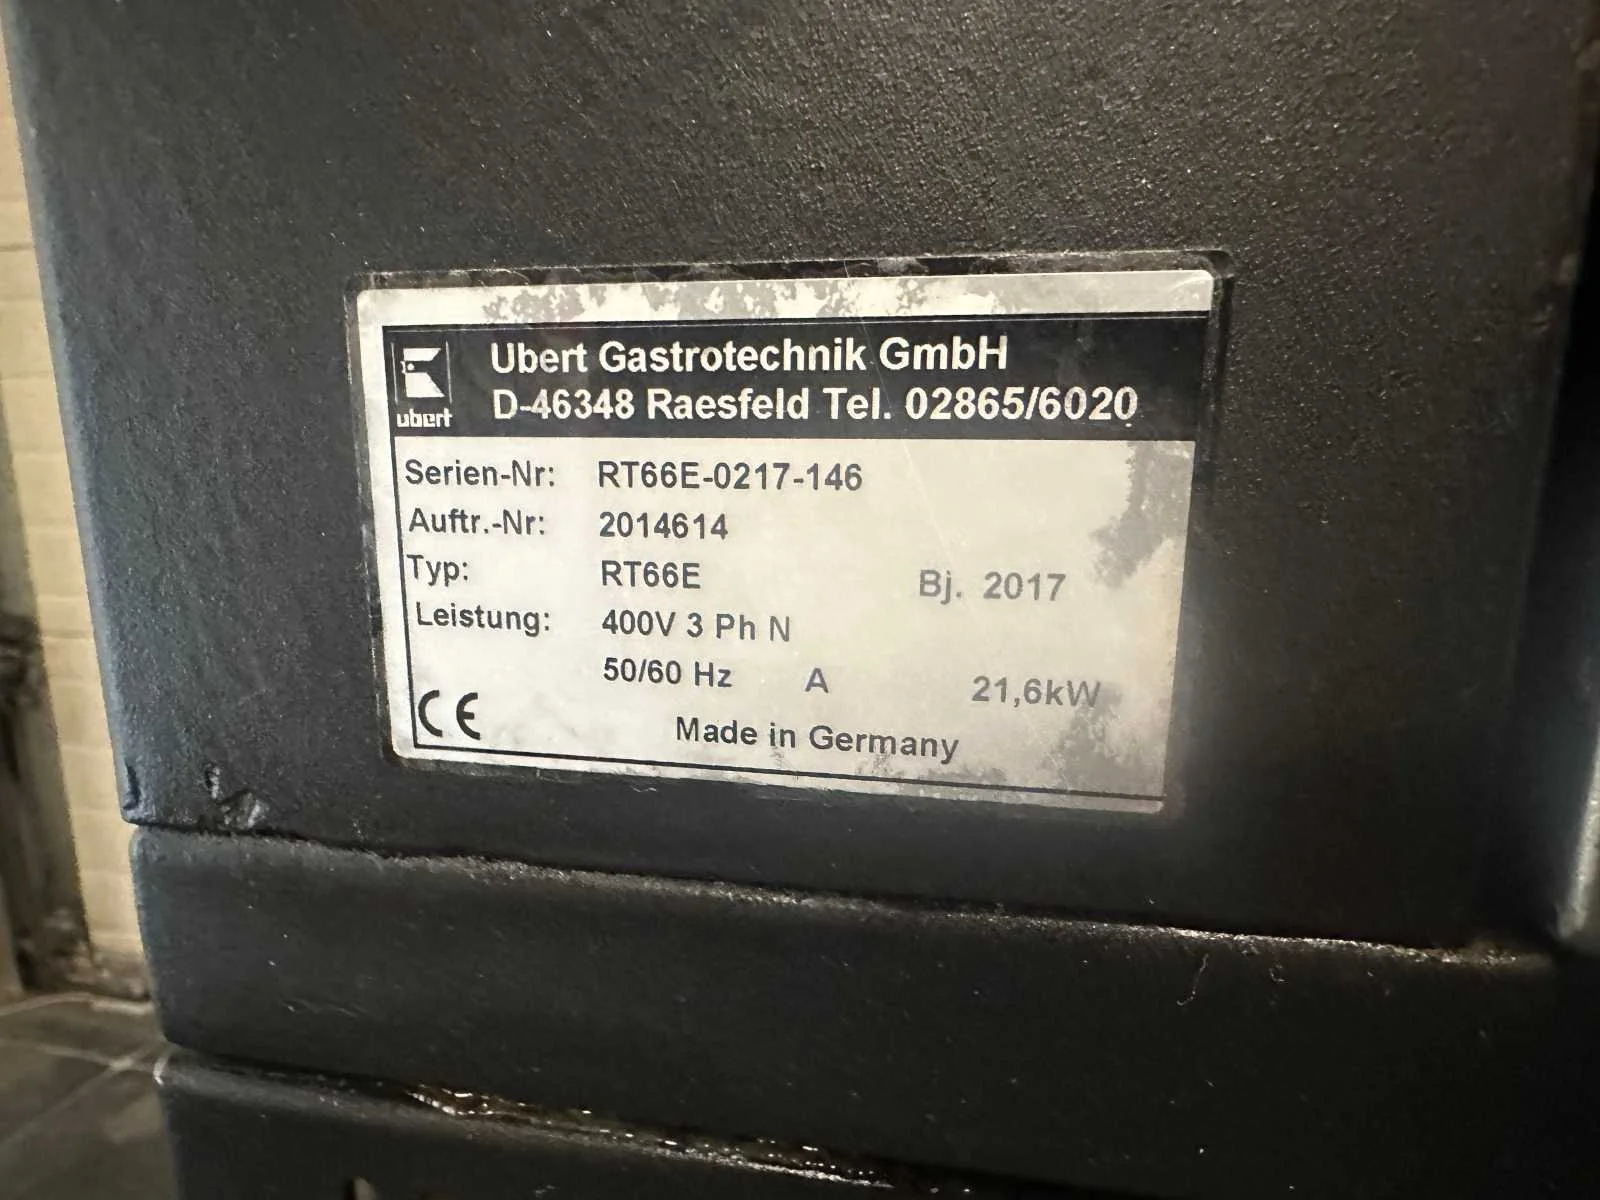 Ubert Gastrotechnik GmbH
D-46348 Raesfeld Tel. 02865/6020
ubert
Serien-Nr: RT66E-0217-146
Auftr.-Nr: 2014614
Typ: RT66E Bj. 2017
Leistung: 400V 3 Ph N
50/60 Hz A 21,6kW
CE
Made in Germany